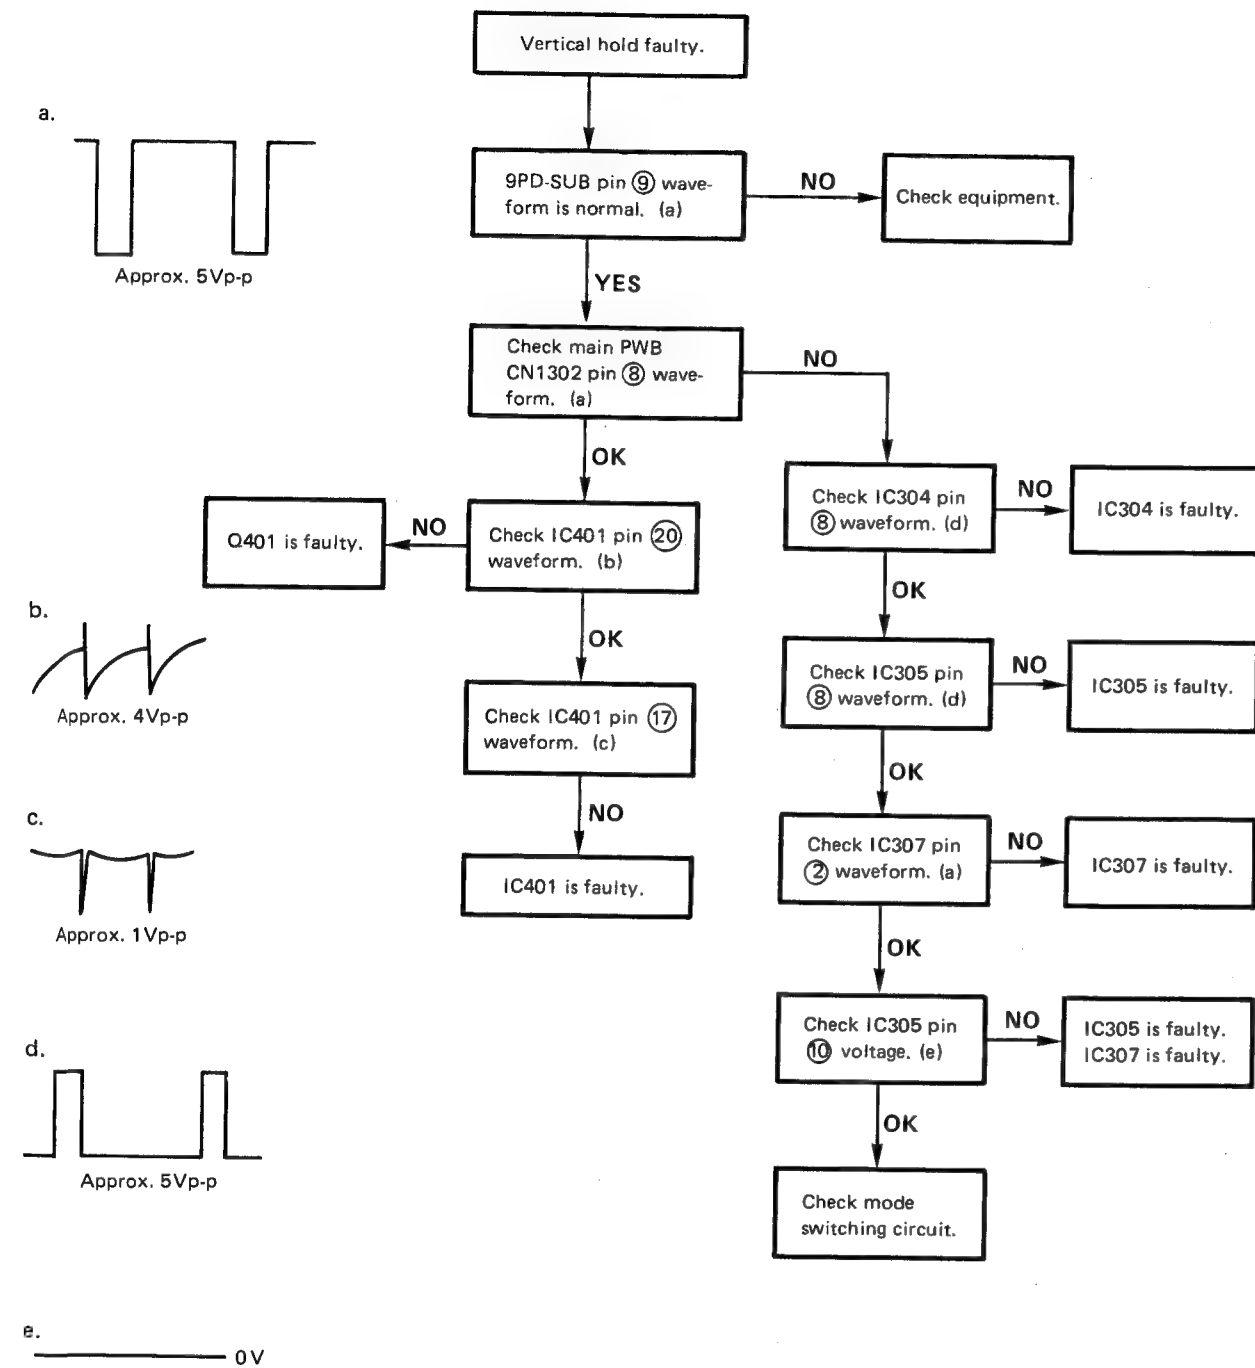 Vertical hold faulty.
a.
Approx. 5Vp-p
9PD-SUB pin ⑨ wave-
form is normal. (a)
NO
Check equipment.
YES
Check main PWB
CN1302 pin ⑧ wave-
form. (a)
NO
OK
Check IC401 pin ⑳
waveform. (b)
NO
Q401 is faulty.
Check IC304 pin
⑧ waveform. (d)
NO
IC304 is faulty.
OK
OK
b.
Approx. 4Vp-p
Check IC401 pin ⑰
waveform. (c)
Check IC305 pin
⑧ waveform. (d)
NO
IC305 is faulty.
NO
OK
c.
Approx. 1Vp-p
IC401 is faulty.
Check IC307 pin
② waveform. (a)
NO
IC307 is faulty.
OK
Check IC305 pin
⑩ voltage. (e)
NO
IC305 is faulty.
IC307 is faulty.
d.
Approx. 5Vp-p
OK
Check mode
switching circuit.
e.
0V